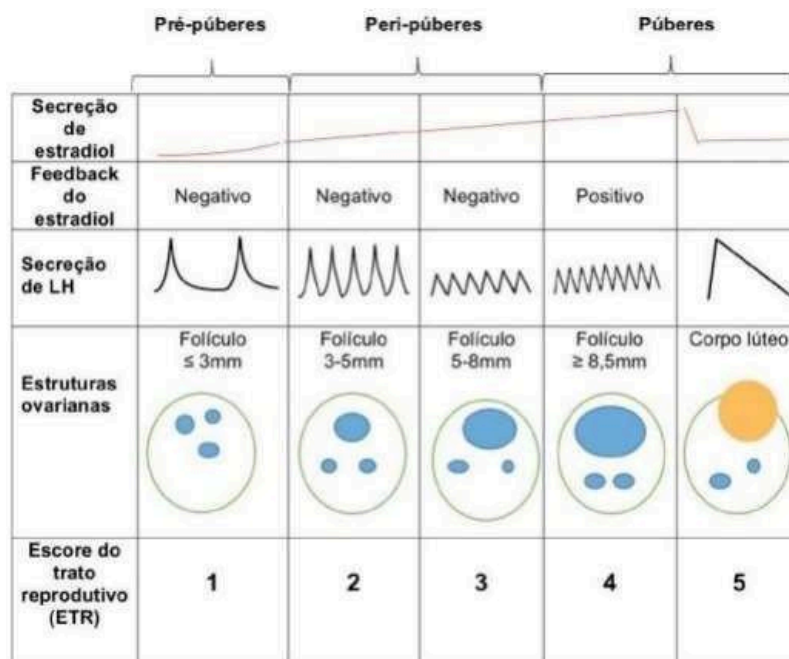 Pré-púberes Peri-púberes Púberes
Secreção
de
estradiol
Feedback
do
estradiol
Negativo Negativo Negativo Positivo
Secreção
de LH
Estruturas
ovarianas
Folículo
≤ 3mm
Folículo
3-5mm
Folículo
5-8mm
Folículo
≥ 8,5mm
Corpo lúteo
Escore do
trato
reprodutivo
(ETR)
1 2 3 4 5